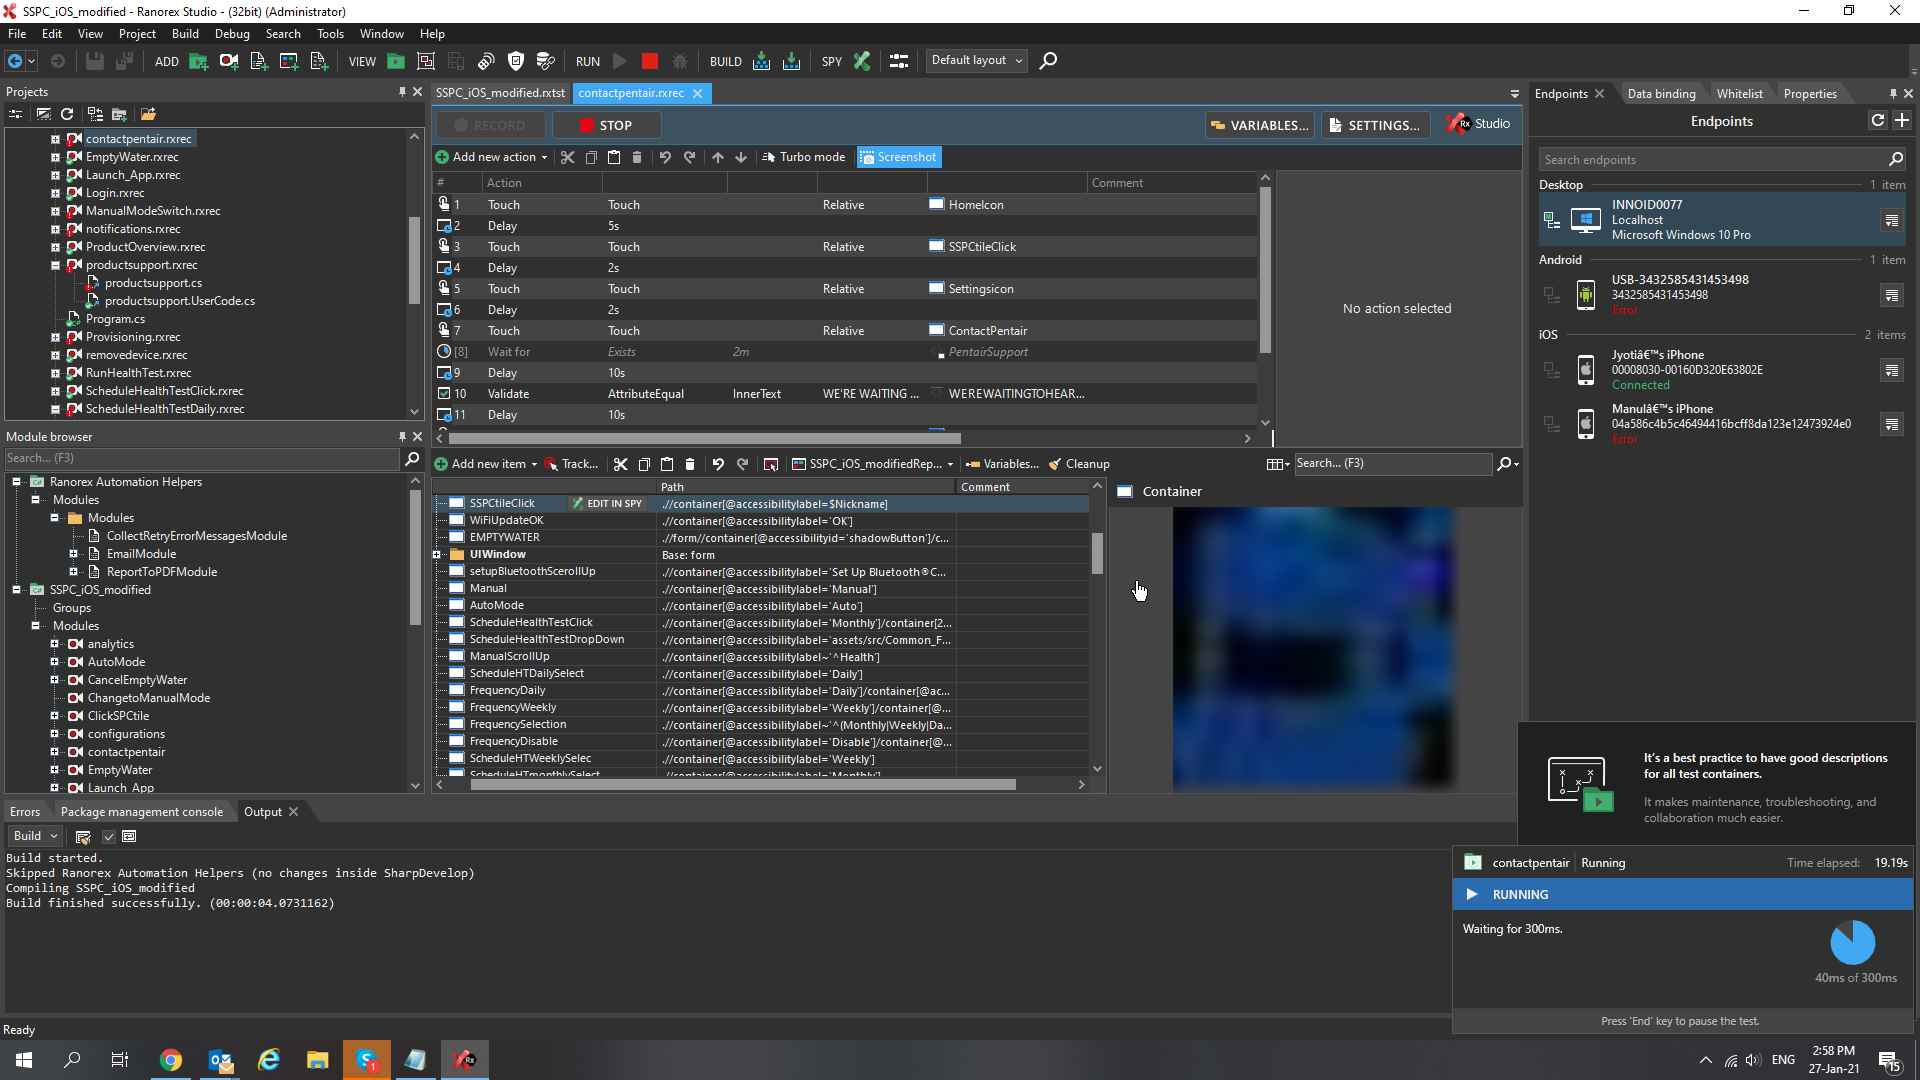 SSPC_iOS_modified - Ranorex Studio - (32bit) (Administrator)
File Edit View Project Build Debug Search Tools Window Help
ADD VIEW RUN BUILD SPY Default layout
Projects
contactpentair.rxrec
EmptyWater.rxrec
Launch_App.rxrec
Login.rxrec
ManualModeSwitch.rxrec
notifications.rxrec
ProductOverview.rxrec
productsupport.rxrec
productsupport.cs
productsupport.UserCode.cs
Program.cs
Provisioning.rxrec
removedevice.rxrec
RunHealthTest.rxrec
ScheduleHealthTestClick.rxrec
ScheduleHealthTestDaily.rxrec
Module browser
Search... (F3)
Ranorex Automation Helpers
Modules
Modules
CollectRetryErrorMessagesModule
EmailModule
ReportToPDFModule
SSPC_iOS_modified
Groups
Modules
analytics
AutoMode
CancelEmptyWater
ChangetoManualMode
ClickSPCtile
configurations
contactpentair
EmptyWater
Launch_App
SSPC_iOS_modified.rxtst contactpentair.rxrec
RECORD STOP VARIABLES... SETTINGS... Rx Studio
Add new action Turbo mode Screenshot
# Action Comment
1 Touch Touch Relative HomeIcon
2 Delay 5s
3 Touch Touch Relative SSPCtileClick
4 Delay 2s
5 Touch Touch Relative Settingsicon
6 Delay 2s
7 Touch Touch Relative ContactPentair
[8] Wait for Exists 2m PentairSupport
9 Delay 10s
10 Validate AttributeEqual InnerText WE'RE WAITING ... WEREWAITINGTOHEAR...
11 Delay 10s
No action selected
Add new item Track... SSPC_iOS_modifiedRep... Variables... Cleanup Search... (F3)
Path Comment
SSPCtileClick EDIT IN SPY .//container[@accessibilitylabel=$Nickname]
WiFiUpdateOK .//container[@accessibilitylabel='OK']
EMPTYWATER .//form//container[@accessibilityid='shadowButton']/c...
UIWindow Base: form
setupBluetoothScerollUp .//container[@accessibilitylabel='Set Up Bluetooth®C...
Manual .//container[@accessibilitylabel='Manual']
AutoMode .//container[@accessibilitylabel='Auto']
ScheduleHealthTestClick .//container[@accessibilitylabel='Monthly']/container[2...
ScheduleHealthTestDropDown .//container[@accessibilitylabel='assets/src/Common_F...
ManualScrollUp .//container[@accessibilitylabel~'^Health']
ScheduleHTDailySelect .//container[@accessibilitylabel='Daily']
FrequencyDaily .//container[@accessibilitylabel='Daily']/container[@ac...
FrequencyWeekly .//container[@accessibilitylabel='Weekly']/container[@...
FrequencySelection .//container[@accessibilitylabel~'^(Monthly|Weekly|Da...
FrequencyDisable .//container[@accessibilitylabel='Disable']/container[@...
ScheduleHTWeeklySelec .//container[@accessibilitylabel='Weekly']
ScheduleHTmonthlySelect .//container[@accessibilitylabel='Monthly']
Container
Endpoints Data binding Whitelist Properties
Endpoints
Search endpoints
Desktop 1 item
INNOID0077
Localhost
Microsoft Windows 10 Pro
Android 1 item
USB-3432585431453498
3432585431453498
Error
iOS 2 items
Jyotiâ€™s iPhone
00008030-00160D320E63802E
Connected
Manulâ€™s iPhone
04a586c4b5c46494416bcff8da123e12473924e0
Error
It's a best practice to have good descriptions
for all test containers.
It makes maintenance, troubleshooting, and
collaboration much easier.
contactpentair Running Time elapsed: 19.19s
RUNNING
Waiting for 300ms.
40ms of 300ms
Press 'End' key to pause the test.
Errors Package management console Output
Build
Build started.
Skipped Ranorex Automation Helpers (no changes inside SharpDevelop)
Compiling SSPC_iOS_modified
Build finished successfully. (00:00:04.0731162)
Ready
ENG
2:58 PM
27-Jan-21
15